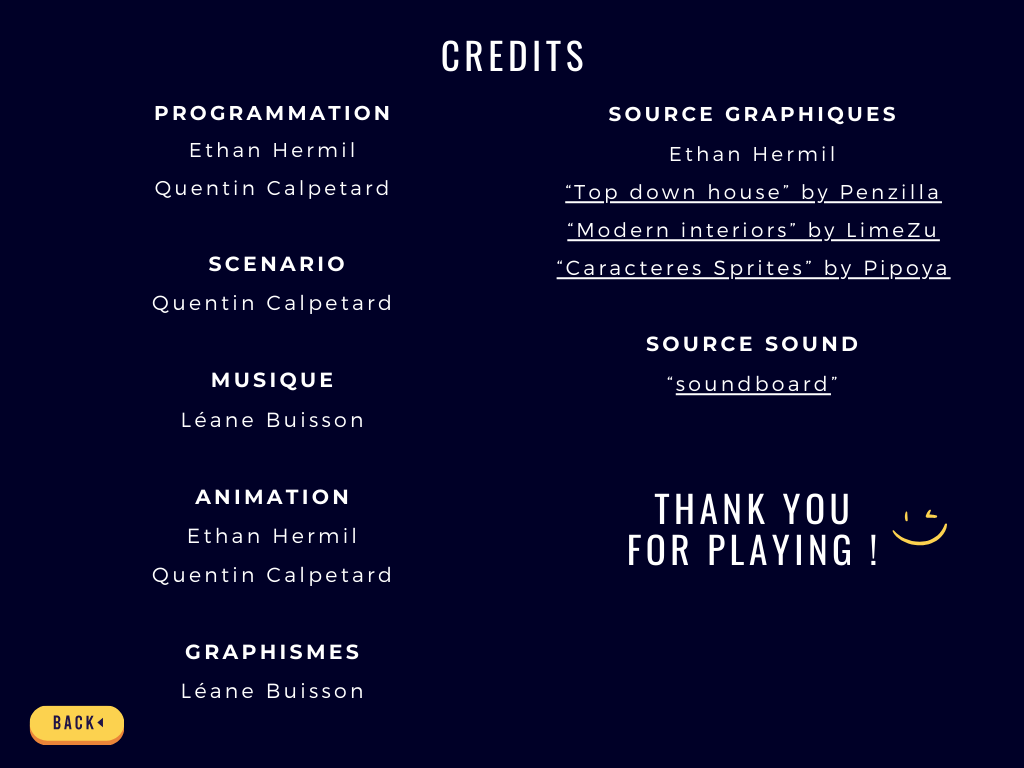 CREDITS
PROGRAMMATION
Ethan Hermil
Quentin Calpetard
SCENARIO
Quentin Calpetard
MUSIQUE
Léane Buisson
ANIMATION
Ethan Hermil
Quentin Calpetard
GRAPHISMES
Léane Buisson
SOURCE GRAPHIQUES
Ethan Hermil
“Top down house” by Penzilla
“Modern interiors” by LimeZu
“Caracteres Sprites” by Pipoya
SOURCE SOUND
“soundboard”
THANK YOU
FOR PLAYING !
BACK